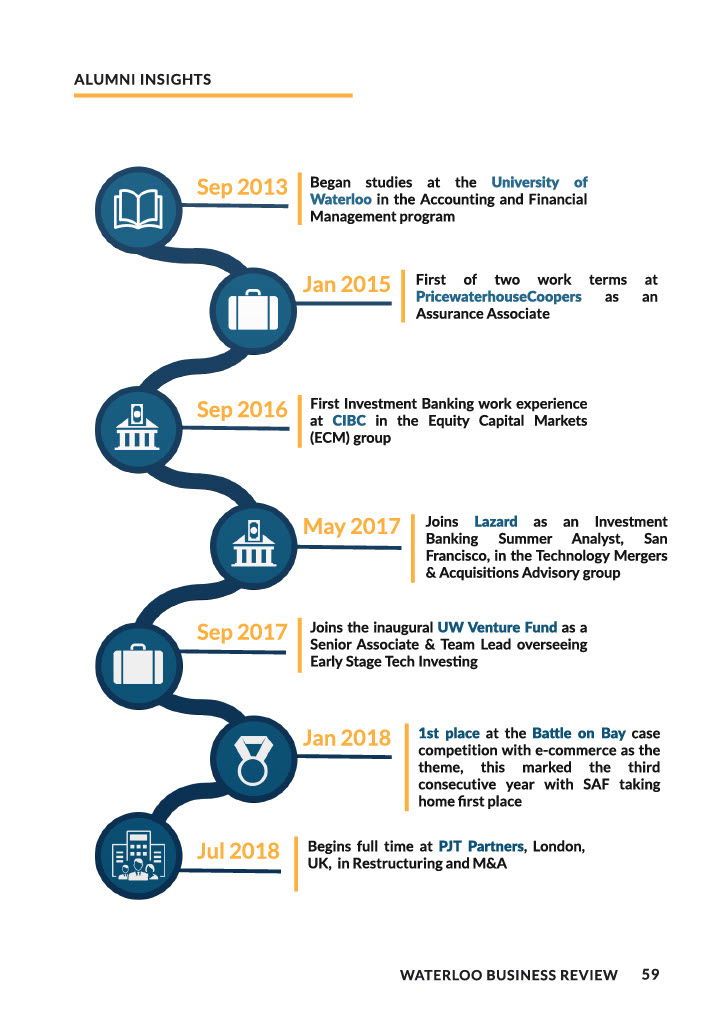 ALUMNI INSIGHTS
Sep 2013
Began studies at the University of
Waterloo in the Accounting and Financial
Management program
Jan 2015
First of two work terms at
PricewaterhouseCoopers as an
Assurance Associate
Sep 2016
First Investment Banking work experience
at CIBC in the Equity Capital Markets
(ECM) group
May 2017
Joins Lazard as an Investment
Banking Summer Analyst, San
Francisco, in the Technology Mergers
& Acquisitions Advisory group
Sep 2017
Joins the inaugural UW Venture Fund as a
Senior Associate & Team Lead overseeing
Early Stage Tech Investing
Jan 2018
1st place at the Battle on Bay case
competition with e-commerce as the
theme, this marked the third
consecutive year with SAF taking
home first place
Jul 2018
Begins full time at PJT Partners, London,
UK, in Restructuring and M&A
WATERLOO BUSINESS REVIEW 59